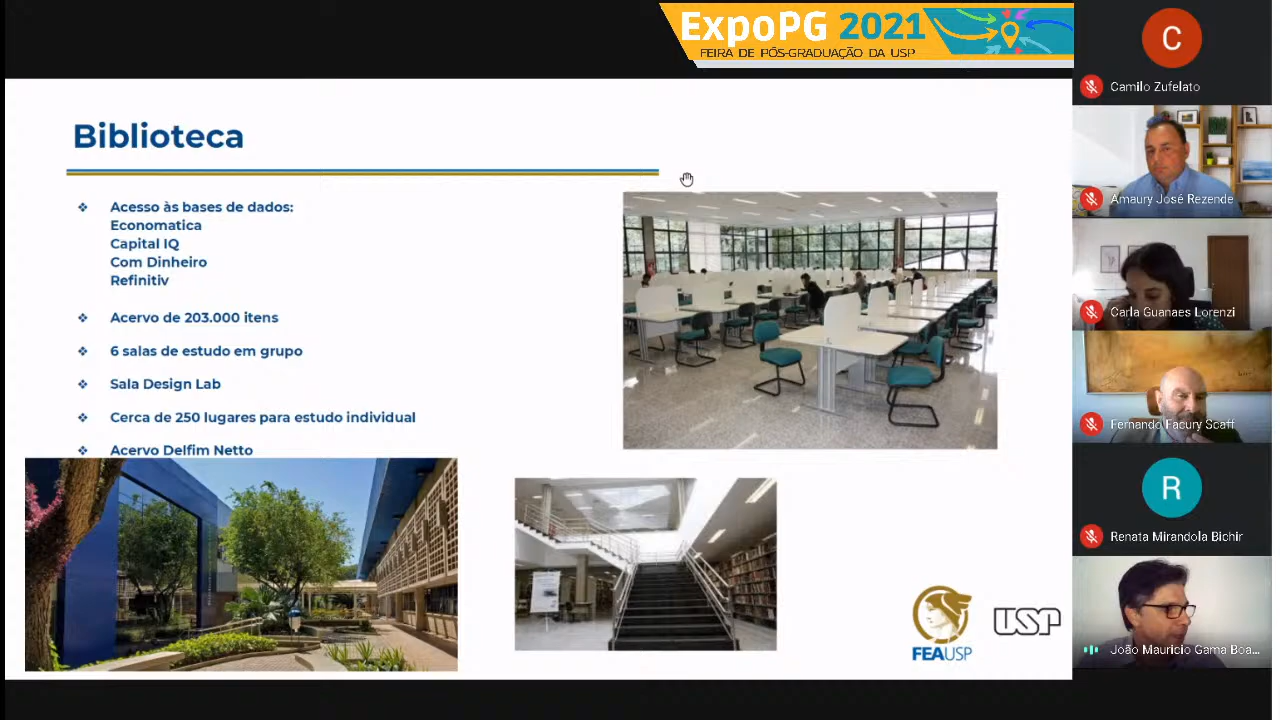 ExpoPG 2021
FEIRA DE PÓS-GRADUAÇÃO DA USP
Biblioteca
Acesso às bases de dados:
Economatica
Capital IQ
Com Dinheiro
Refinitiv
Acervo de 203.000 itens
6 salas de estudo em grupo
Sala Design Lab
Cerca de 250 lugares para estudo individual
Acervo Delfim Netto
FEAUSP
USP
C
Camilo Zufelato
Amaury José Rezende
Carla Guanaes Lorenzi
Fernando Facury Scaff
R
Renata Mirandola Bichir
João Mauricio Gama Boa...